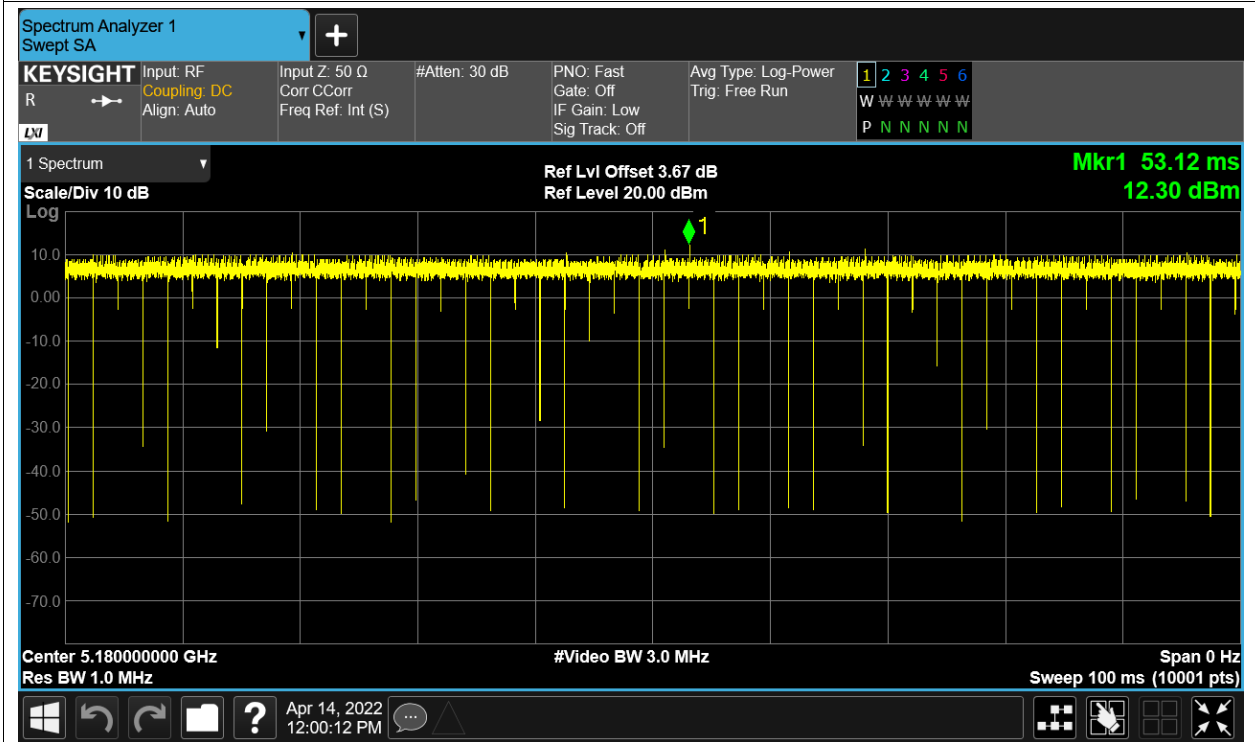 Spectrum Analyzer 1
Swept SA
KEYSIGHT
R
LXI
Input: RF
Coupling: DC
Align: Auto
Input Z: 50 Ω
Corr CCorr
Freq Ref: Int (S)
#Atten: 30 dB
PNO: Fast
Gate: Off
IF Gain: Low
Sig Track: Off
Avg Type: Log-Power
Trig: Free Run
1 2 3 4 5 6
W W W W W W
P N N N N N
1 Spectrum
Scale/Div 10 dB
Log
Ref Lvl Offset 3.67 dB
Ref Level 20.00 dBm
Mkr1 53.12 ms
12.30 dBm
1
10.0
0.00
-10.0
-20.0
-30.0
-40.0
-50.0
-60.0
-70.0
Center 5.180000000 GHz
Res BW 1.0 MHz
#Video BW 3.0 MHz
Span 0 Hz
Sweep 100 ms (10001 pts)
?
Apr 14, 2022
12:00:12 PM